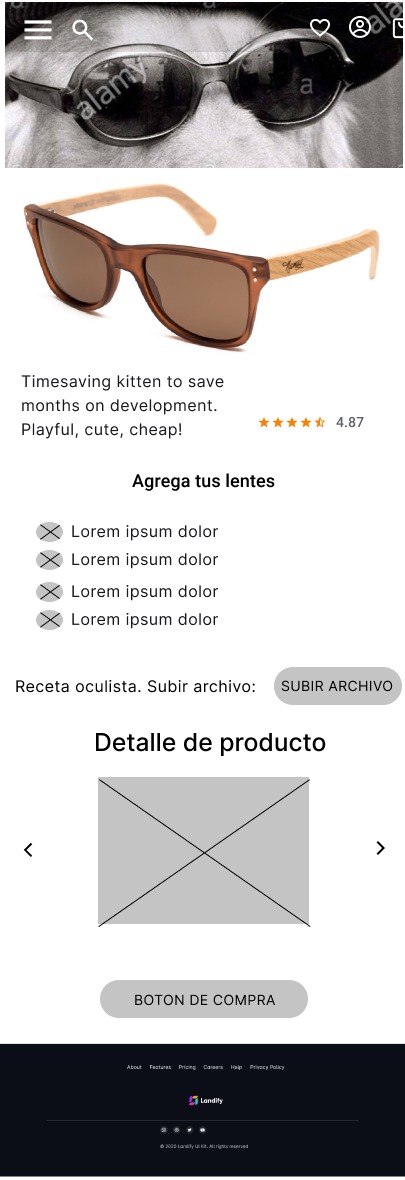 alamy
a
ala
Timesaving kitten to save
months on development.
Playful, cute, cheap!
4.87
Agrega tus lentes
Lorem ipsum dolor
Lorem ipsum dolor
Lorem ipsum dolor
Lorem ipsum dolor
Receta oculista. Subir archivo:
SUBIR ARCHIVO
Detalle de producto
BOTON DE COMPRA
About Features Pricing Careers Help Privacy Policy
Landify
© 2020 Landify UI Kit. All rights reserved